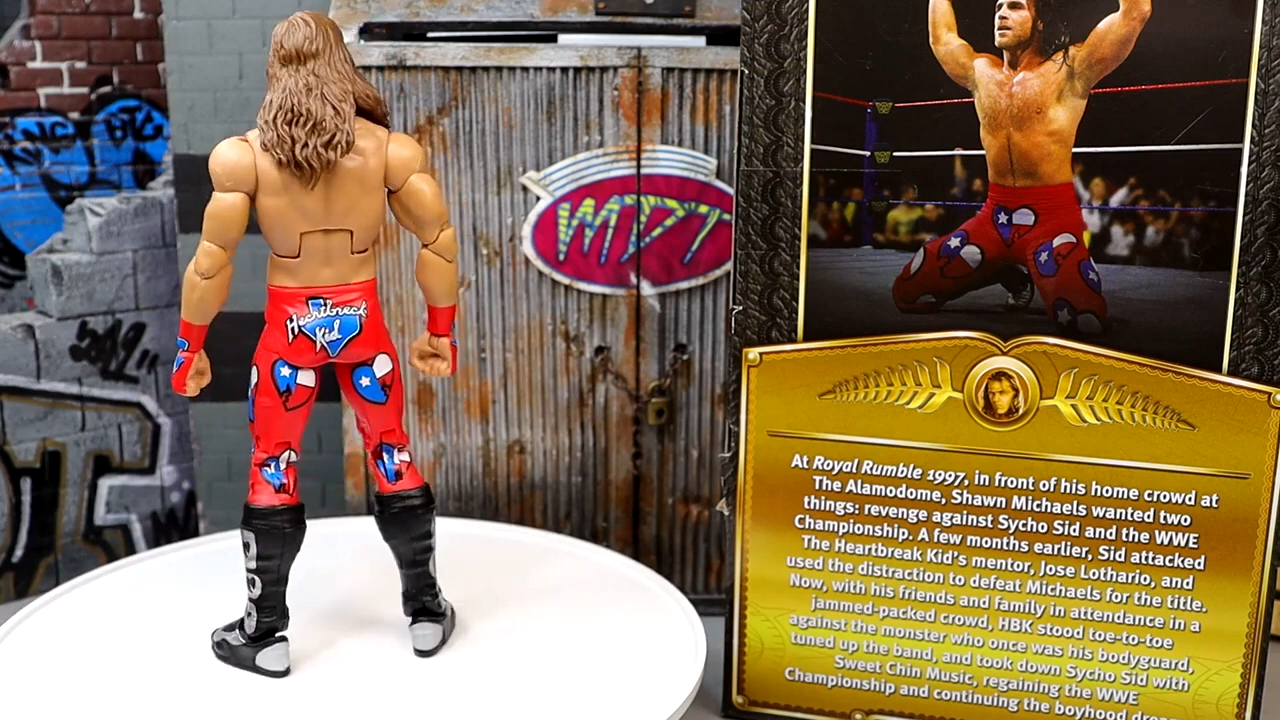 KING
MDT
Heartbreak
Kid
At Royal Rumble 1997, in front of his home crowd at
The Alamodome, Shawn Michaels wanted two
things: revenge against Sycho Sid and the WWE
Championship. A few months earlier, Sid attacked
The Heartbreak Kid's mentor, Jose Lothario, and
used the distraction to defeat Michaels for the title.
Now, with his friends and family in attendance in a
jammed-packed crowd, HBK stood toe-to-toe
against the monster who once was his bodyguard,
tuned up the band, and took down Sycho Sid with
Sweet Chin Music, regaining the WWE
Championship and continuing the boyhood